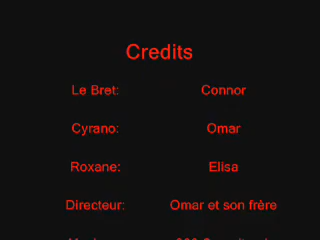 Credits
Le Bret: Connor
Cyrano: Omar
Roxane: Elisa
Directeur: Omar et son frère